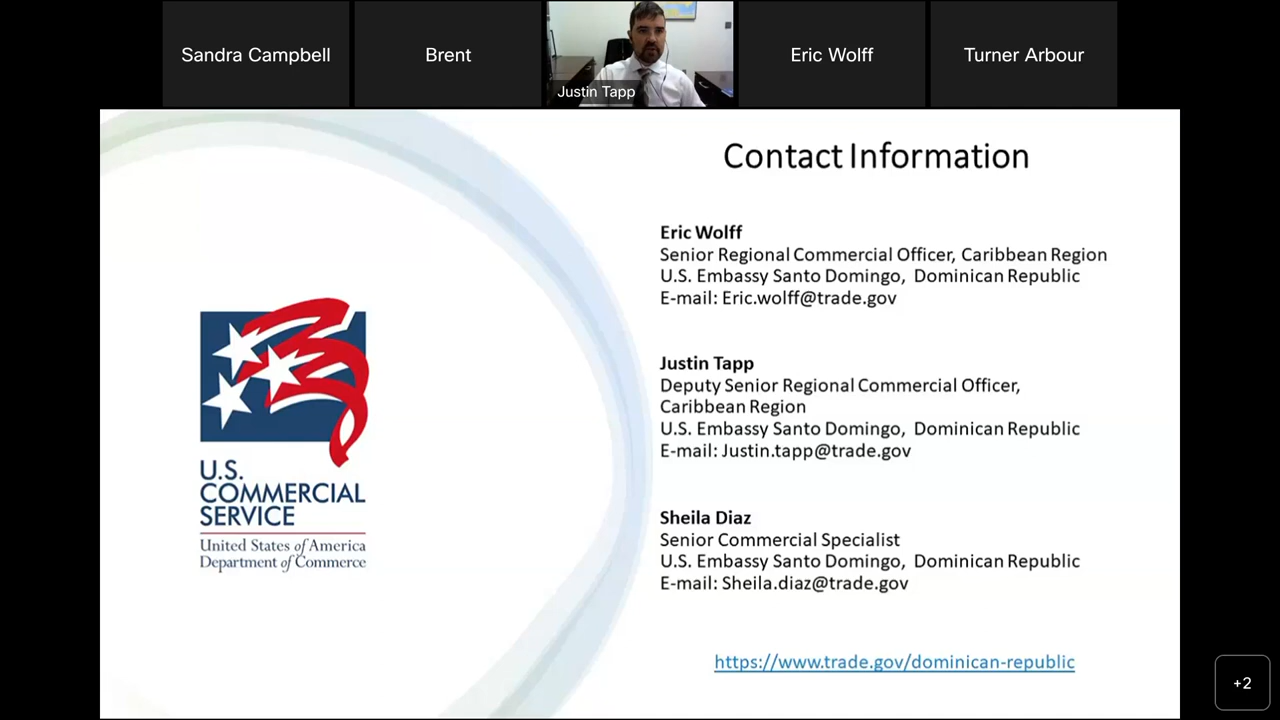 Sandra Campbell
Brent
Justin Tapp
Eric Wolff
Turner Arbour
Contact Information
Eric Wolff
Senior Regional Commercial Officer, Caribbean Region
U.S. Embassy Santo Domingo, Dominican Republic
E-mail: Eric.wolff@trade.gov
Justin Tapp
Deputy Senior Regional Commercial Officer,
Caribbean Region
U.S. Embassy Santo Domingo, Dominican Republic
E-mail: Justin.tapp@trade.gov
Sheila Diaz
Senior Commercial Specialist
U.S. Embassy Santo Domingo, Dominican Republic
E-mail: Sheila.diaz@trade.gov
https://www.trade.gov/dominican-republic
U.S.
COMMERCIAL
SERVICE
United States of America
Department of Commerce
+2